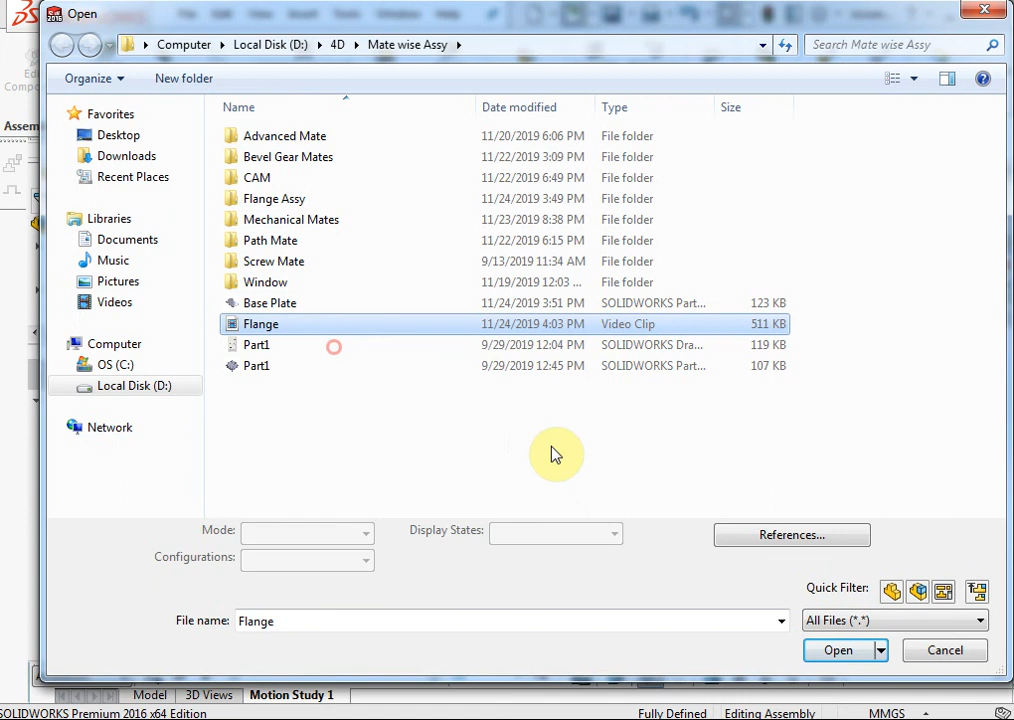 Open
Computer Local Disk (D:) 4D Mate wise Assy
Search Mate wise Assy
Organize New folder
Name Date modified Type Size
Favorites
Desktop
Downloads
Recent Places
Libraries
Documents
Music
Pictures
Videos
Computer
OS (C:)
Local Disk (D:)
Network
Advanced Mate 11/20/2019 6:06 PM File folder
Bevel Gear Mates 11/22/2019 3:09 PM File folder
CAM 11/22/2019 6:49 PM File folder
Flange Assy 11/24/2019 3:49 PM File folder
Mechanical Mates 11/23/2019 8:38 PM File folder
Path Mate 11/22/2019 6:15 PM File folder
Screw Mate 9/13/2019 11:34 AM File folder
Window 11/19/2019 12:03 ... File folder
Base Plate 11/24/2019 3:51 PM SOLIDWORKS Part... 123 KB
Flange 11/24/2019 4:03 PM Video Clip 511 KB
Part1 9/29/2019 12:04 PM SOLIDWORKS Dra... 119 KB
Part1 9/29/2019 12:45 PM SOLIDWORKS Part... 107 KB
Mode: Display States: References...
Configurations:
Quick Filter:
File name: Flange All Files (*.*)
Open Cancel
Model 3D Views Motion Study 1
SOLIDWORKS Premium 2016 x64 Edition Fully Defined Editing Assembly MMGS